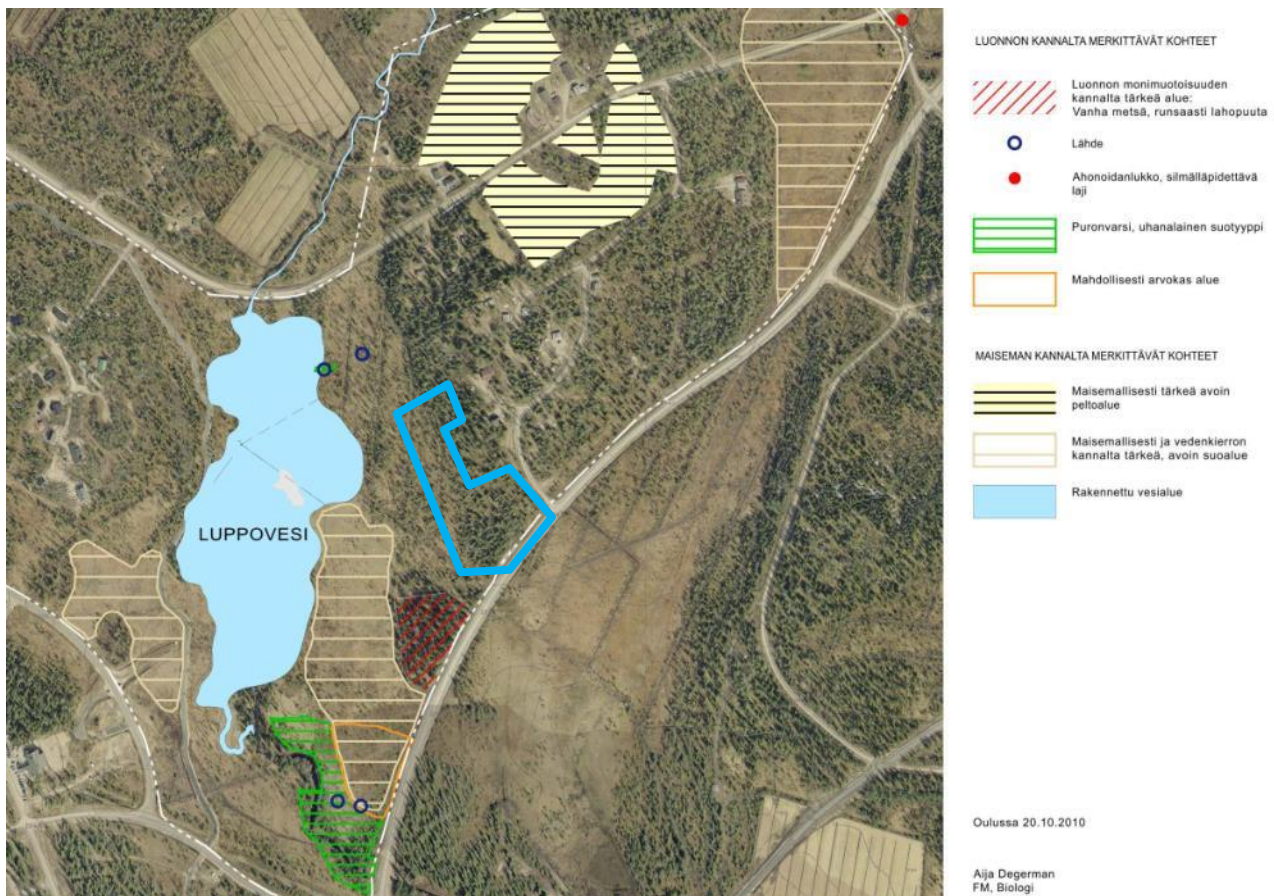 LUPPOVESI
LUONNON KANNALTA MERKITTÄVÄT KOHTEET
Luonnon monimuotoisuuden
kannalta tärkeä alue:
Vanha metsä, runsaasti lahopuuta
Lähde
Ahonoidanlukko, silmälläpidettävä
laji
Puronvarsi, uhanalainen suotyyppi
Mahdollisesti arvokas alue
MAISEMAN KANNALTA MERKITTÄVÄT KOHTEET
Maisemallisesti tärkeä avoin
peltoalue
Maisemallisesti ja vedenkierron
kannalta tärkeä, avoin suoalue
Rakennettu vesialue
Oulussa 20.10.2010
Aija Degerman
FM, Biologi